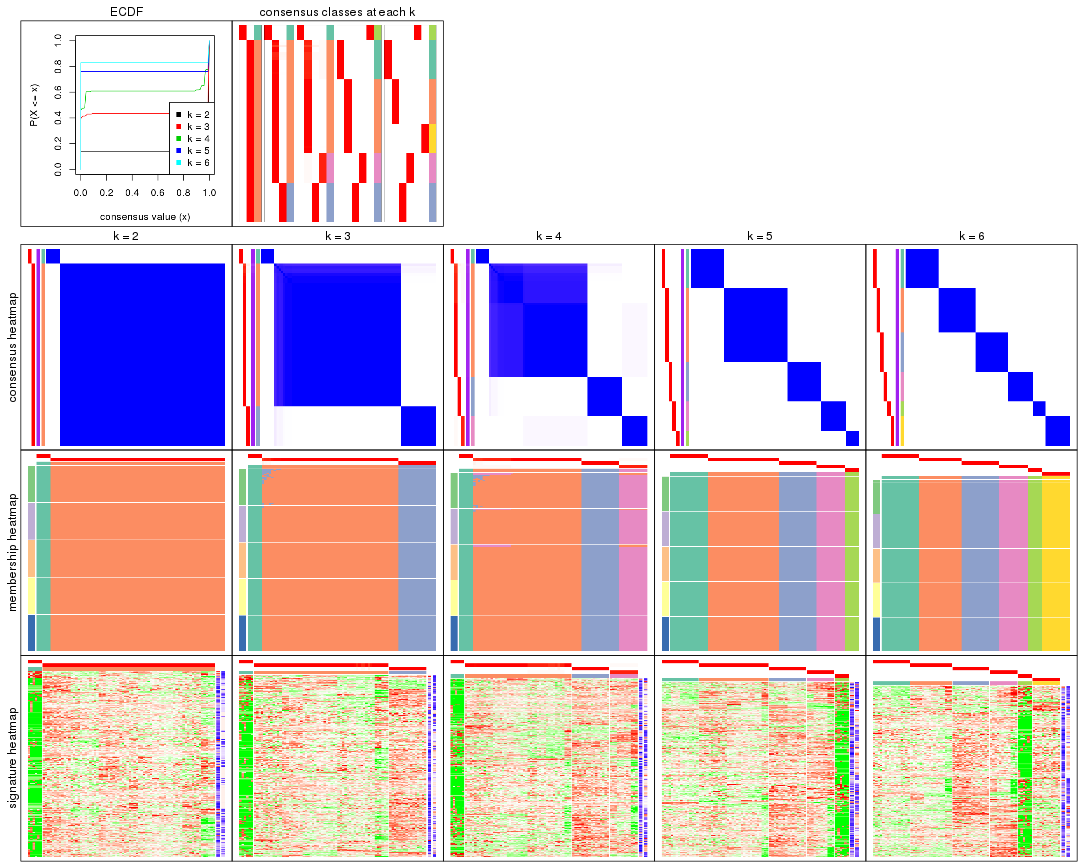 ECDF
consensus classes at each k
P(X <= x)
1.0
0.8
0.6
0.4
0.2
0.0
k = 2
k = 3
k = 4
k = 5
k = 6
0.0 0.2 0.4 0.6 0.8 1.0
consensus value (x)
k = 2
k = 3
k = 4
k = 5
k = 6
consensus heatmap
membership heatmap
signature heatmap